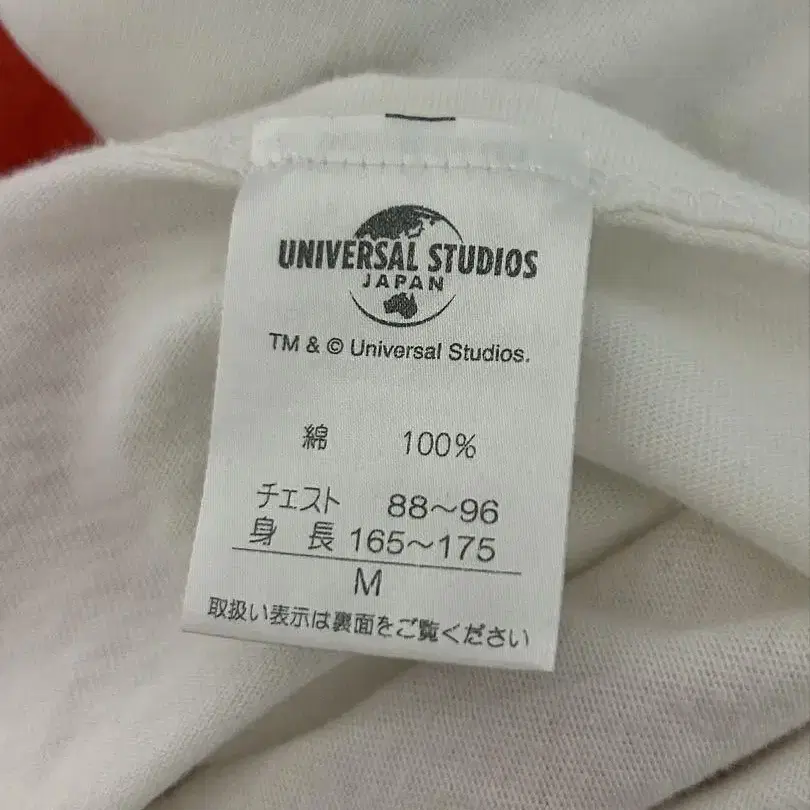 UNIVERSAL STUDIOS
JAPAN
TM & © Universal Studios.
綿 100%
チェスト 88〜96
身長 165〜175
M
取扱い表示は裏面をご覧ください